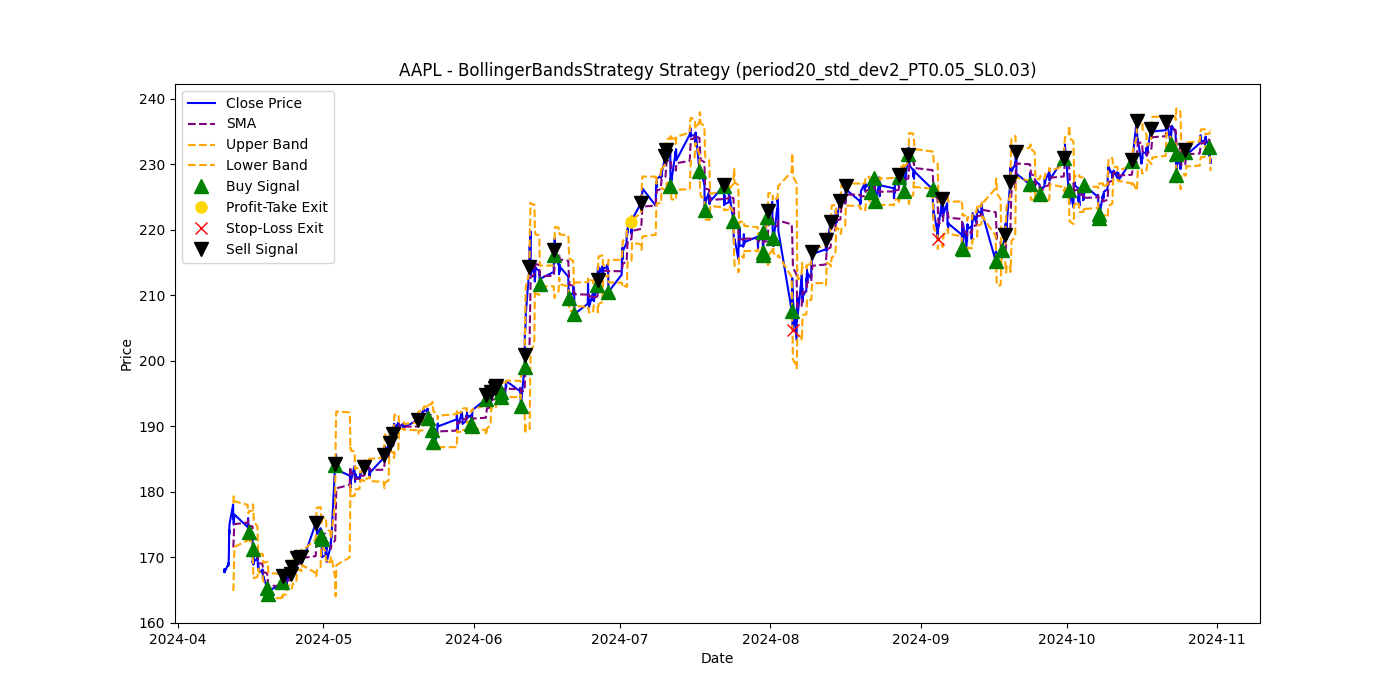 AAPL - BollingerBandsStrategy Strategy (period20_std_dev2_PT0.05_SL0.03)
Close Price
SMA
Upper Band
Lower Band
Buy Signal
Profit-Take Exit
Stop-Loss Exit
Sell Signal
Price
240
230
220
210
200
190
180
170
160
2024-04 2024-05 2024-06 2024-07 2024-08 2024-09 2024-10 2024-11
Date